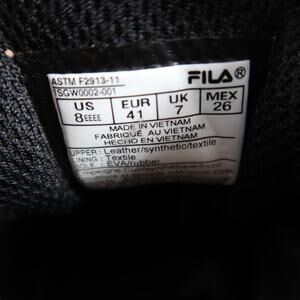 ASTM F2913-11
FILA®
TSGW0002-001
US EUR UK MEX
8EEEE 41 7 26
MADE IN VIETNAM
FABRIQUÉ AU VIETNAM
HECHO EN VIETNAM
UPPER: Leather/synthetic/textile
LINING: Textile
SOLE: EVA/rubber